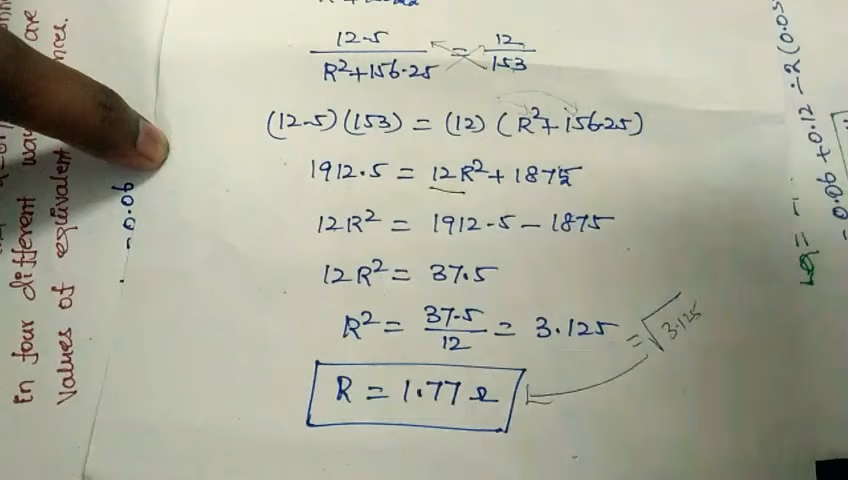 12.5 / R²+156.25 = 12 / 153
(12.5)(153) = (12) (R²+156.25)
1912.5 = 12R²+1875
12R² = 1912.5 - 1875
12R² = 37.5
R² = 37.5 / 12 = 3.125 = √3.125
R = 1.77 Ω
in four different way are
values of equivalent
-0.06
Leq = -
- 0.06 + 0.12 - 2(0.05